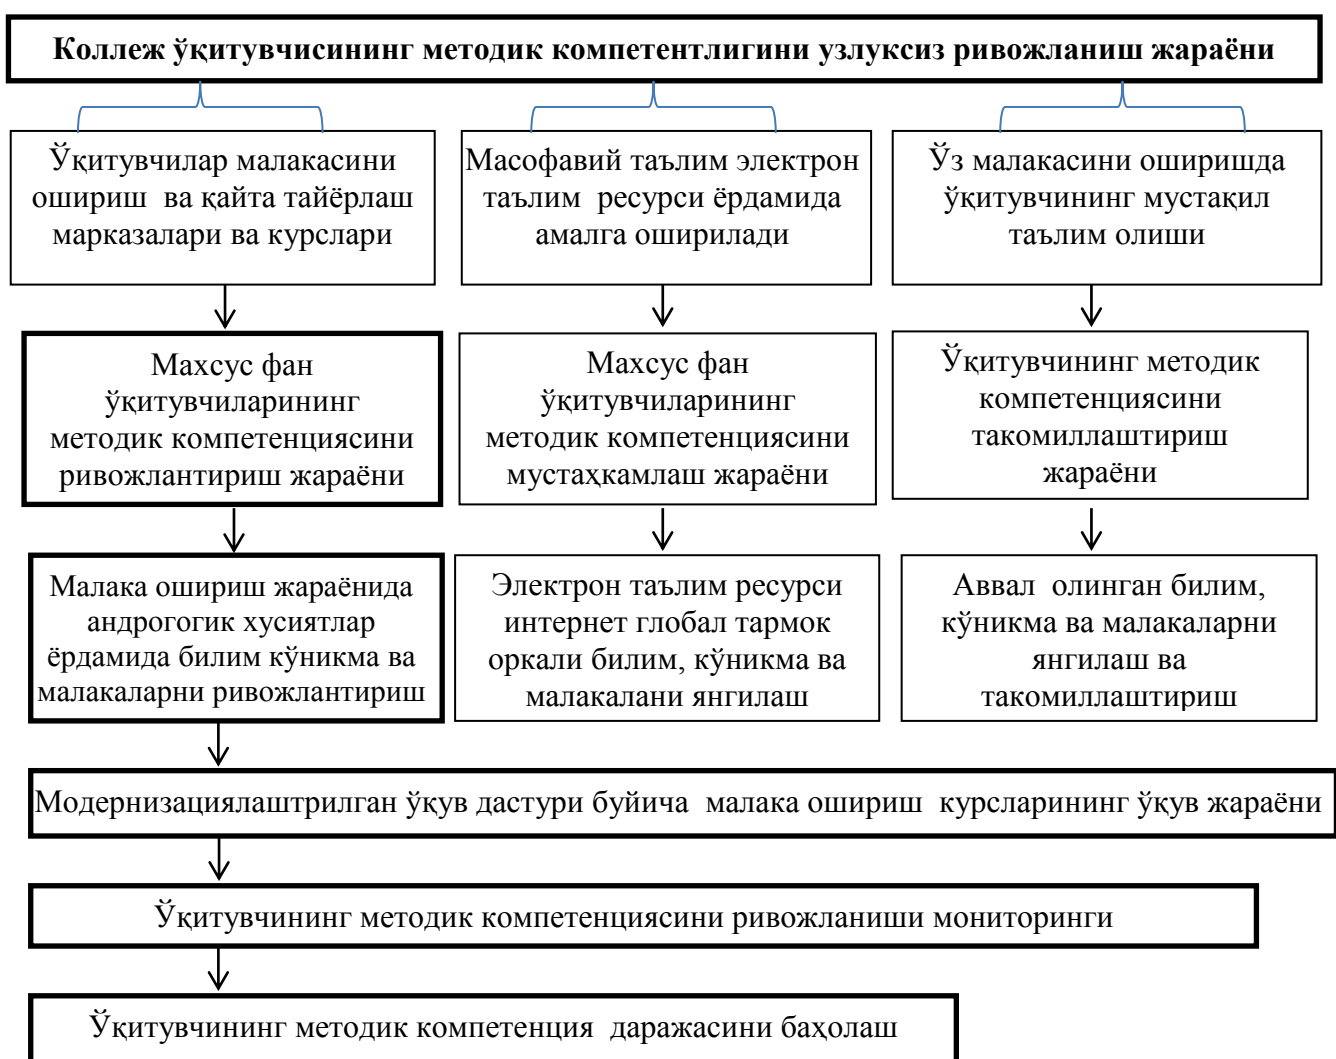 Коллеж ўқитувчисининг методик компетентлигини узлуксиз ривожланиш жараёни
Ўқитувчилар малакасини
ошириш ва қайта тайёрлаш
марказалари ва курслари
Масофавий таълим электрон
таълим ресурси ёрдамида
амалга оширилади
Ўз малакасини оширишда
ўқитувчининг мустақил
таълим олиши
Махсус фан
ўқитувчиларининг
методик компетенциясини
ривожлантириш жараёни
Махсус фан
ўқитувчиларининг
методик компетенциясини
мустаҳкамлаш жараёни
Ўқитувчининг методик
компетенциясини
такомиллаштириш
жараёни
Малака ошириш жараёнида
андрогогик хусиятлар
ёрдамида билим кўникма ва
малакаларни ривожлантириш
Электрон таълим ресурси
интернет глобал тармок
оркали билим, кўникма ва
малакалани янгилаш
Аввал олинган билим,
кўникма ва малакаларни
янгилаш ва
такомиллаштириш
Модернизациялаштрилган ўқув дастури буйича малака ошириш курсларининг ўқув жараёни
Ўқитувчининг методик компетенциясини ривожланиши мониторинги
Ўқитувчининг методик компетенция даражасини баҳолаш